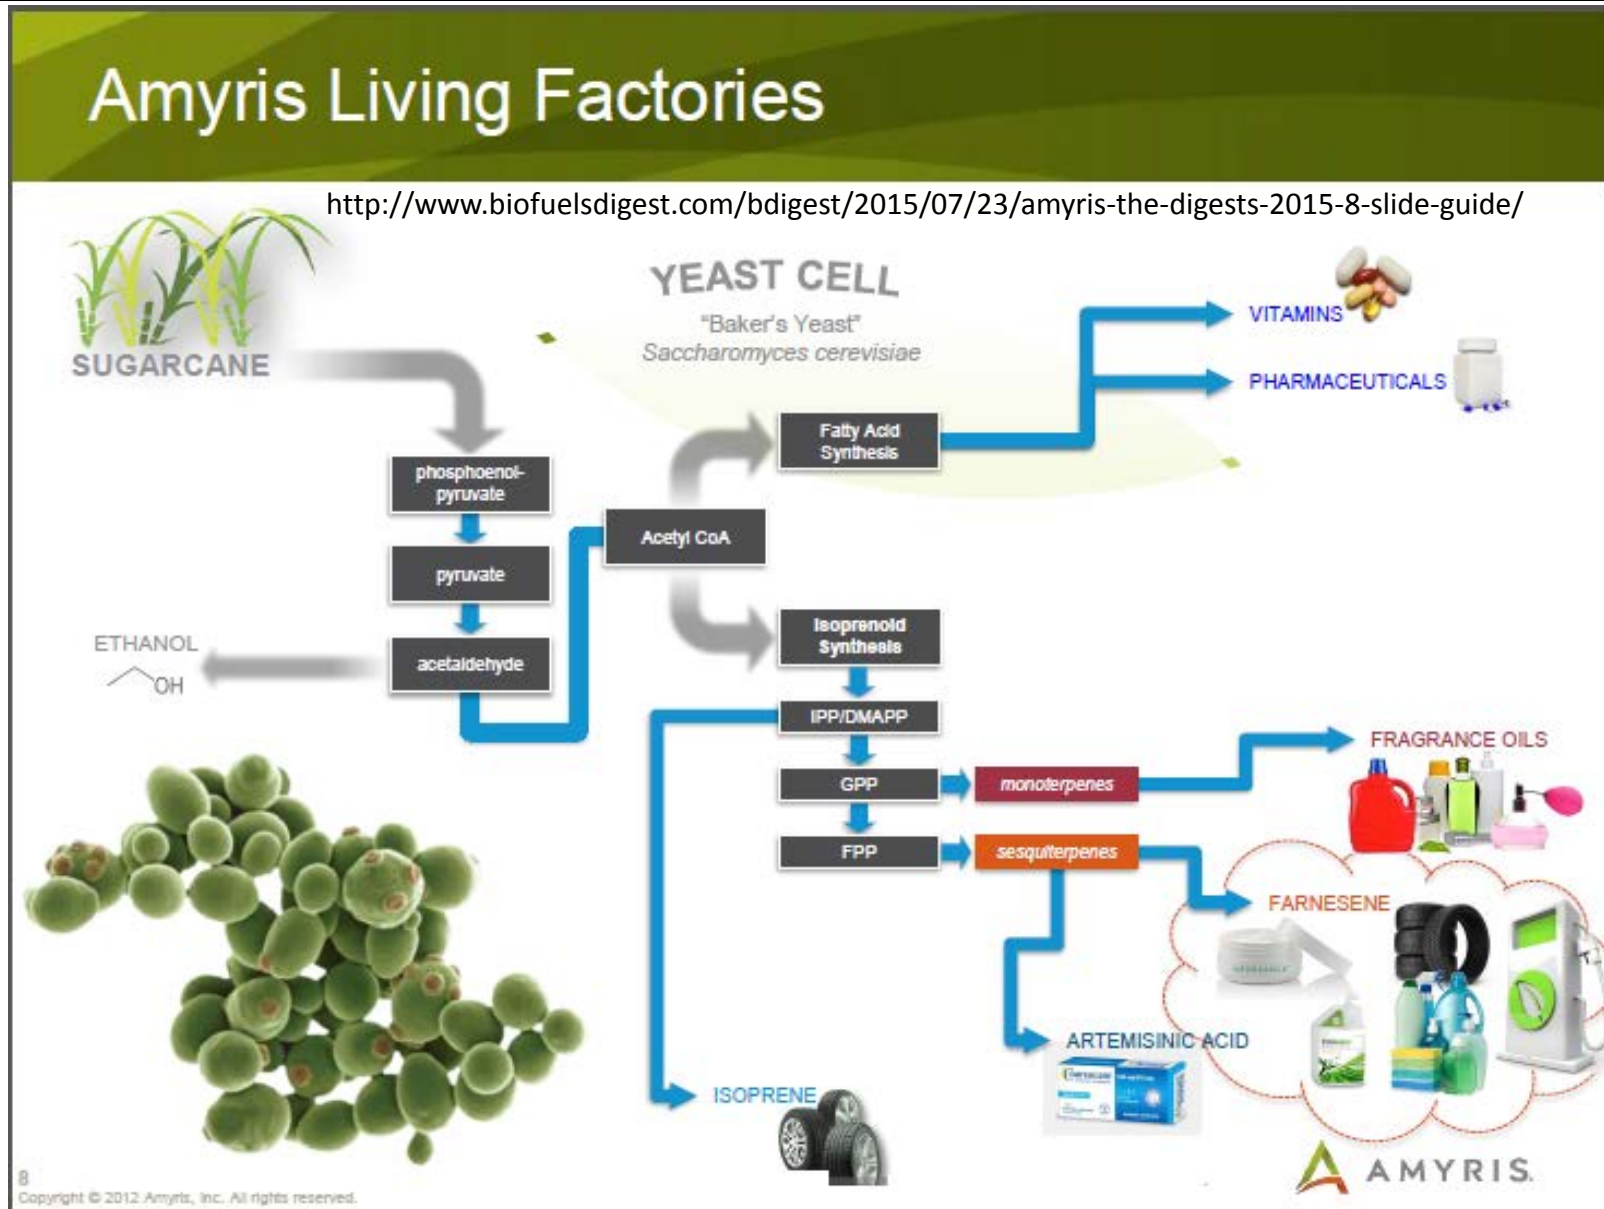 Amyris Living Factories
http://www.biofuelsdigest.com/bdigest/2015/07/23/amyris-the-digests-2015-8-slide-guide/
SUGARCANE
YEAST CELL
"Baker's Yeast"
Saccharomyces cerevisiae
VITAMINS
PHARMACEUTICALS
Fatty Acid
Synthesis
phosphoenol-
pyruvate
Acetyl CoA
pyruvate
ETHANOL
OH
acetaldehyde
Isoprenoid
Synthesis
IPP/DMAPP
GPP
monoterpenes
FRAGRANCE OILS
FPP
sesquiterpenes
FARNESENE
ARTEMISINIC ACID
ISOPRENE
AMYRIS
8
Copyright © 2012 Amyris, Inc. All rights reserved.